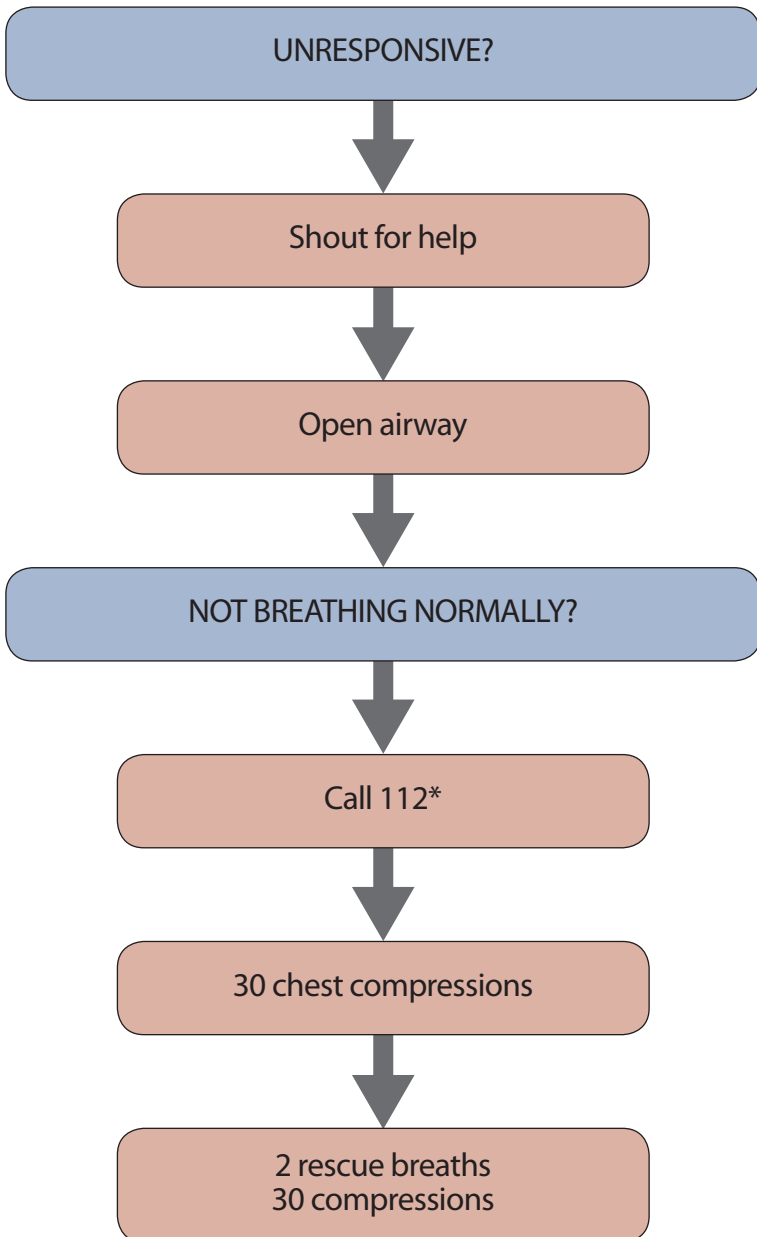 UNRESPONSIVE?
Shout for help
Open airway
NOT BREATHING NORMALLY?
Call 112*
30 chest compressions
2 rescue breaths
30 compressions